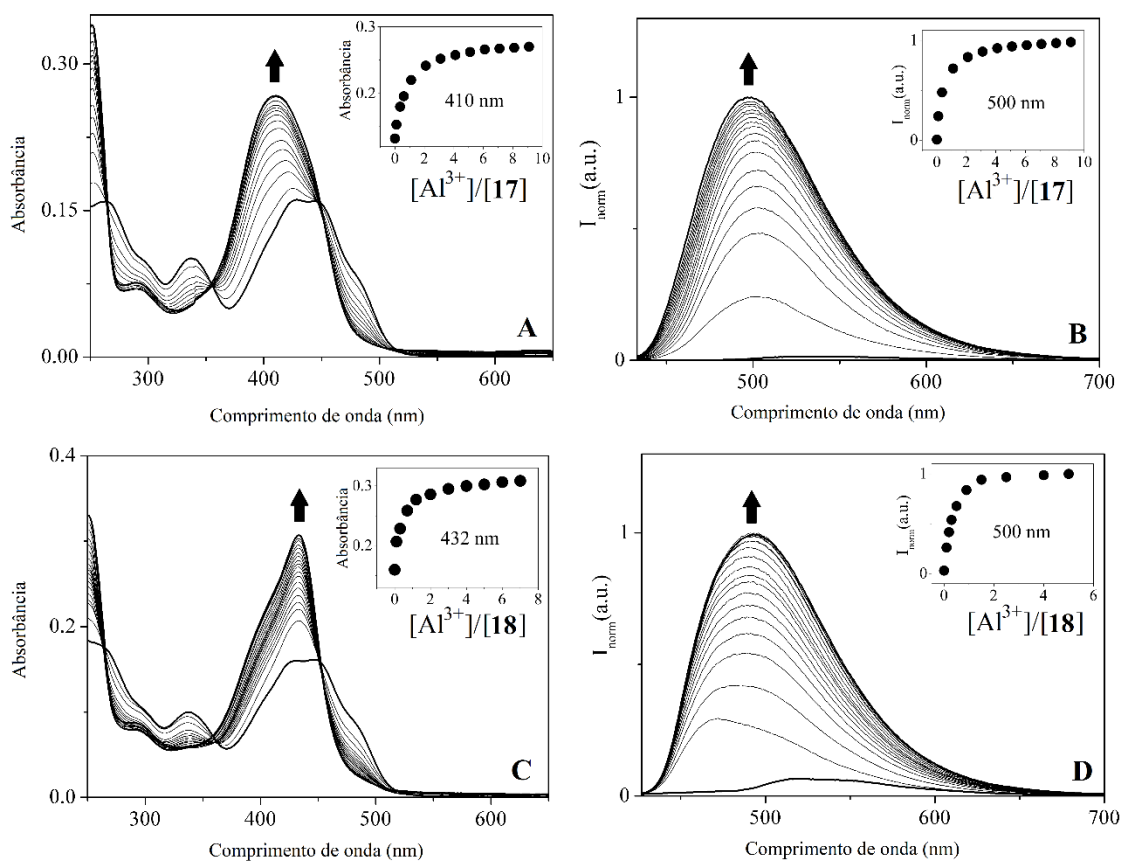 0.30
0.15
0.00
Absorbância
300
400
500
600
Comprimento de onda (nm)
A
0.3
0.2
Absorbância
410 nm
0
2
4
6
8
10
[Al³⁺]/[17]
1
0
I_norm(a.u.)
500
600
700
Comprimento de onda (nm)
B
1
0
I_norm(a.u.)
500 nm
0
2
4
6
8
10
[Al³⁺]/[17]
0.4
0.2
0.0
Absorbância
300
400
500
600
Comprimento de onda (nm)
C
0.3
0.2
Absorbância
432 nm
0
2
4
6
8
[Al³⁺]/[18]
1
0
I_norm(a.u.)
500
600
700
Comprimento de onda (nm)
D
1
0
I_norm(a.u.)
500 nm
0
2
4
6
[Al³⁺]/[18]